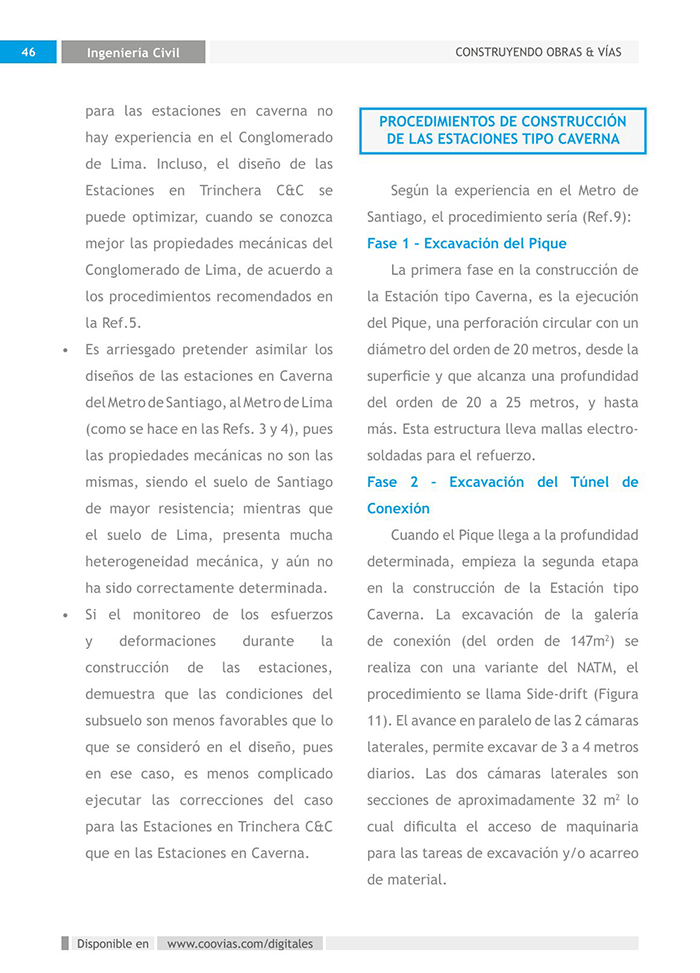 46
Ingenieria Civil
CONSTRUYENDO OBRAS & VÍAS
para las estaciones en caverna no
hay experiencia en el Conglomerado
de Lima. Incluso, el diseño de las
Estaciones en Trinchera C&C se
puede optimizar, cuando se conozca
mejor las propiedades mecánicas del
Conglomerado de Lima, de acuerdo a
los procedimientos recomendados en
la Ref.5.
• Es arriesgado pretender asimilar los
diseños de las estaciones en Caverna
del Metro de Santiago, al Metro de Lima
(como se hace en las Refs. 3 y 4), pues
las propiedades mecánicas no son las
mismas, siendo el suelo de Santiago
de mayor resistencia; mientras que
el suelo de Lima, presenta mucha
heterogeneidad mecánica, y aún no
ha sido correctamente determinada.
• Si el monitoreo de los esfuerzos
y deformaciones durante la
construcción de las estaciones,
demuestra que las condiciones del
subsuelo son menos favorables que lo
que se consideró en el diseño, pues
en ese caso, es menos complicado
ejecutar las correcciones del caso
para las Estaciones en Trinchera C&C
que en las Estaciones en Caverna.
PROCEDIMIENTOS DE CONSTRUCCIÓN
DE LAS ESTACIONES TIPO CAVERNA
Según la experiencia en el Metro de
Santiago, el procedimiento sería (Ref.9):
Fase 1 – Excavación del Pique
La primera fase en la construcción de
la Estación tipo Caverna, es la ejecución
del Pique, una perforación circular con un
diámetro del orden de 20 metros, desde la
superficie y que alcanza una profundidad
del orden de 20 a 25 metros, y hasta
más. Esta estructura lleva mallas electro-
soldadas para el refuerzo.
Fase 2 – Excavación del Túnel de
Conexión
Cuando el Pique llega a la profundidad
determinada, empieza la segunda etapa
en la construcción de la Estación tipo
Caverna. La excavación de la galería
de conexión (del orden de 147m²) se
realiza con una variante del NATM, el
procedimiento se llama Side-drift (Figura
11). El avance en paralelo de las 2 cámaras
laterales, permite excavar de 3 a 4 metros
diarios. Las dos cámaras laterales son
secciones de aproximadamente 32 m² lo
cual dificulta el acceso de maquinaria
para las tareas de excavación y/o acarreo
de material.
Disponible en www.coovias.com/digitales